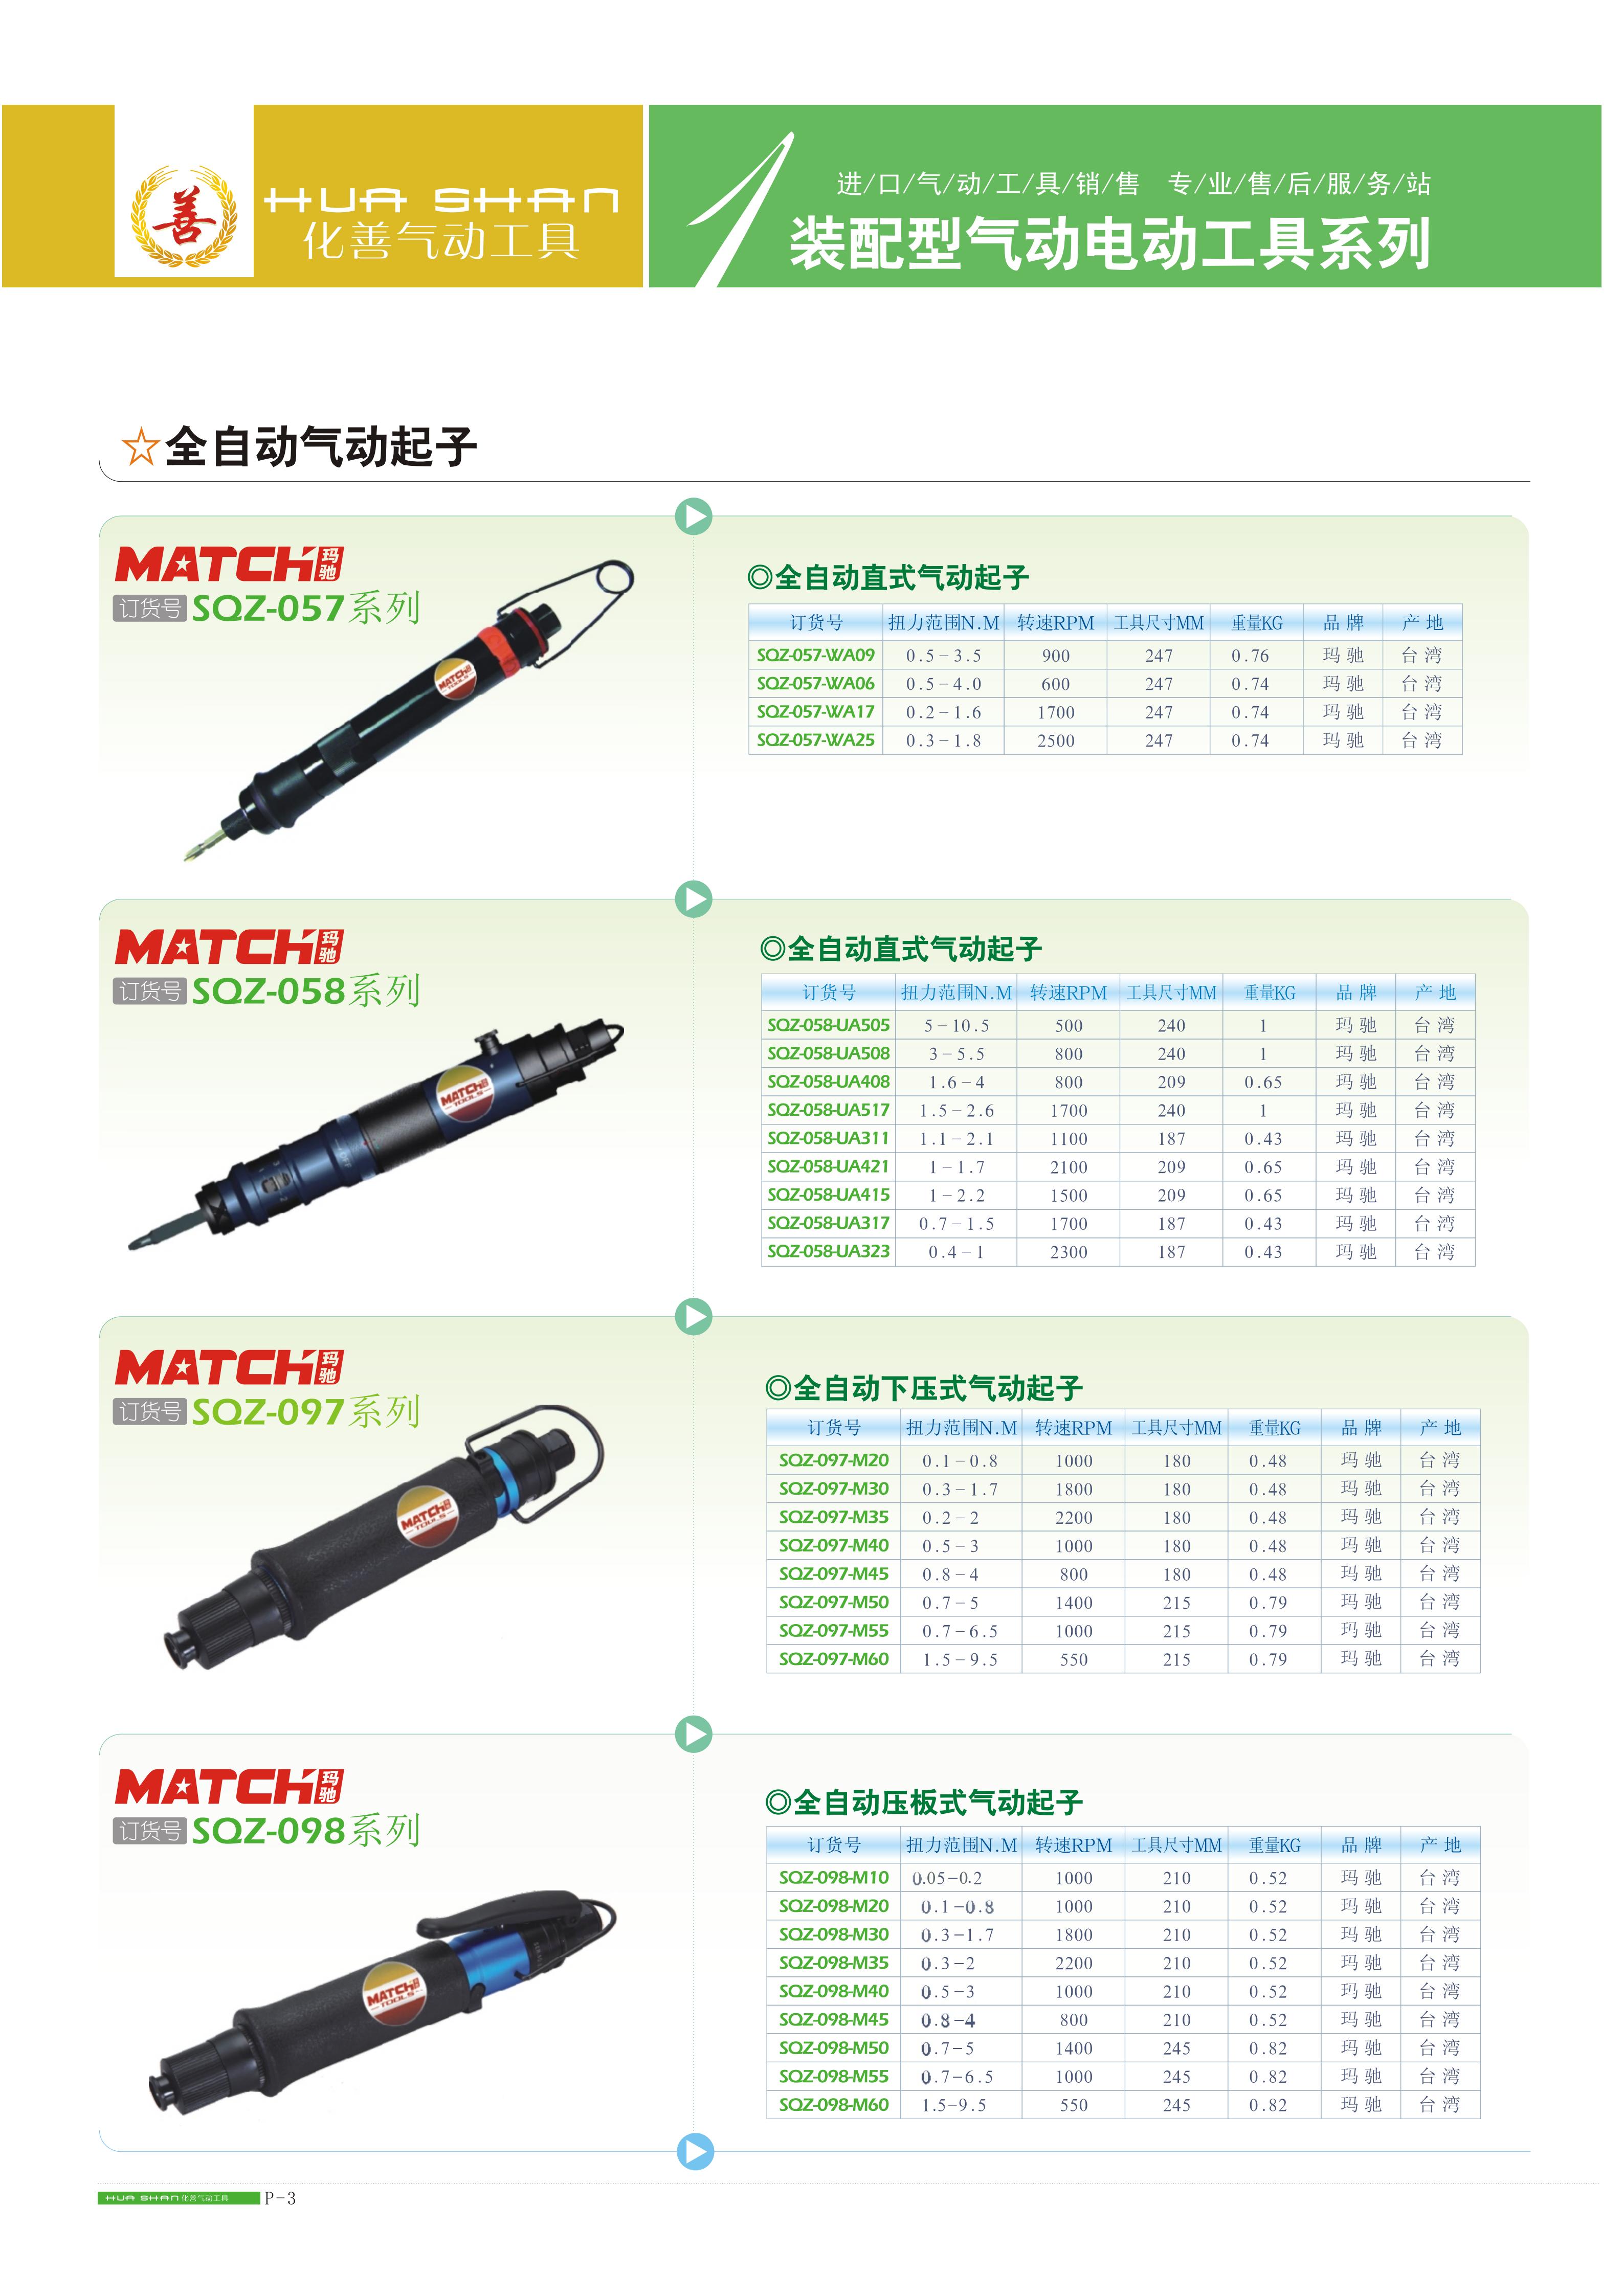 善
HUA SHAN
化善气动工具
1
进/口/气/动/工/具/销/售 专/业/售/后/服/务/站
装配型气动电动工具系列
☆全自动气动起子
MATCH玛驰
订货号 SQZ-057系列
MATCH TOOLS
◎全自动直式气动起子
订货号 扭力范围N.M 转速RPM 工具尺寸MM 重量KG 品牌 产地
SQZ-057-WA09 0.5-3.5 900 247 0.76 玛驰 台湾
SQZ-057-WA06 0.5-4.0 600 247 0.74 玛驰 台湾
SQZ-057-WA17 0.2-1.6 1700 247 0.74 玛驰 台湾
SQZ-057-WA25 0.3-1.8 2500 247 0.74 玛驰 台湾
MATCH玛驰
订货号 SQZ-058系列
MATCH TOOLS
◎全自动直式气动起子
订货号 扭力范围N.M 转速RPM 工具尺寸MM 重量KG 品牌 产地
SQZ-058-UA505 5-10.5 500 240 1 玛驰 台湾
SQZ-058-UA508 3-5.5 800 240 1 玛驰 台湾
SQZ-058-UA408 1.6-4 800 209 0.65 玛驰 台湾
SQZ-058-UA517 1.5-2.6 1700 240 1 玛驰 台湾
SQZ-058-UA311 1.1-2.1 1100 187 0.43 玛驰 台湾
SQZ-058-UA421 1-1.7 2100 209 0.65 玛驰 台湾
SQZ-058-UA415 1-2.2 1500 209 0.65 玛驰 台湾
SQZ-058-UA317 0.7-1.5 1700 187 0.43 玛驰 台湾
SQZ-058-UA323 0.4-1 2300 187 0.43 玛驰 台湾
MATCH玛驰
订货号 SQZ-097系列
MATCH TOOLS
◎全自动下压式气动起子
订货号 扭力范围N.M 转速RPM 工具尺寸MM 重量KG 品牌 产地
SQZ-097-M20 0.1-0.8 1000 180 0.48 玛驰 台湾
SQZ-097-M30 0.3-1.7 1800 180 0.48 玛驰 台湾
SQZ-097-M35 0.2-2 2200 180 0.48 玛驰 台湾
SQZ-097-M40 0.5-3 1000 180 0.48 玛驰 台湾
SQZ-097-M45 0.8-4 800 180 0.48 玛驰 台湾
SQZ-097-M50 0.7-5 1400 215 0.79 玛驰 台湾
SQZ-097-M55 0.7-6.5 1000 215 0.79 玛驰 台湾
SQZ-097-M60 1.5-9.5 550 215 0.79 玛驰 台湾
MATCH玛驰
订货号 SQZ-098系列
MATCH TOOLS
◎全自动压板式气动起子
订货号 扭力范围N.M 转速RPM 工具尺寸MM 重量KG 品牌 产地
SQZ-098-M10 0.05-0.2 1000 210 0.52 玛驰 台湾
SQZ-098-M20 0.1-0.8 1000 210 0.52 玛驰 台湾
SQZ-098-M30 0.3-1.7 1800 210 0.52 玛驰 台湾
SQZ-098-M35 0.3-2 2200 210 0.52 玛驰 台湾
SQZ-098-M40 0.5-3 1000 210 0.52 玛驰 台湾
SQZ-098-M45 0.8-4 800 210 0.52 玛驰 台湾
SQZ-098-M50 0.7-5 1400 245 0.82 玛驰 台湾
SQZ-098-M55 0.7-6.5 1000 245 0.82 玛驰 台湾
SQZ-098-M60 1.5-9.5 550 245 0.82 玛驰 台湾
HUA SHAN 化善气动工具 P-3